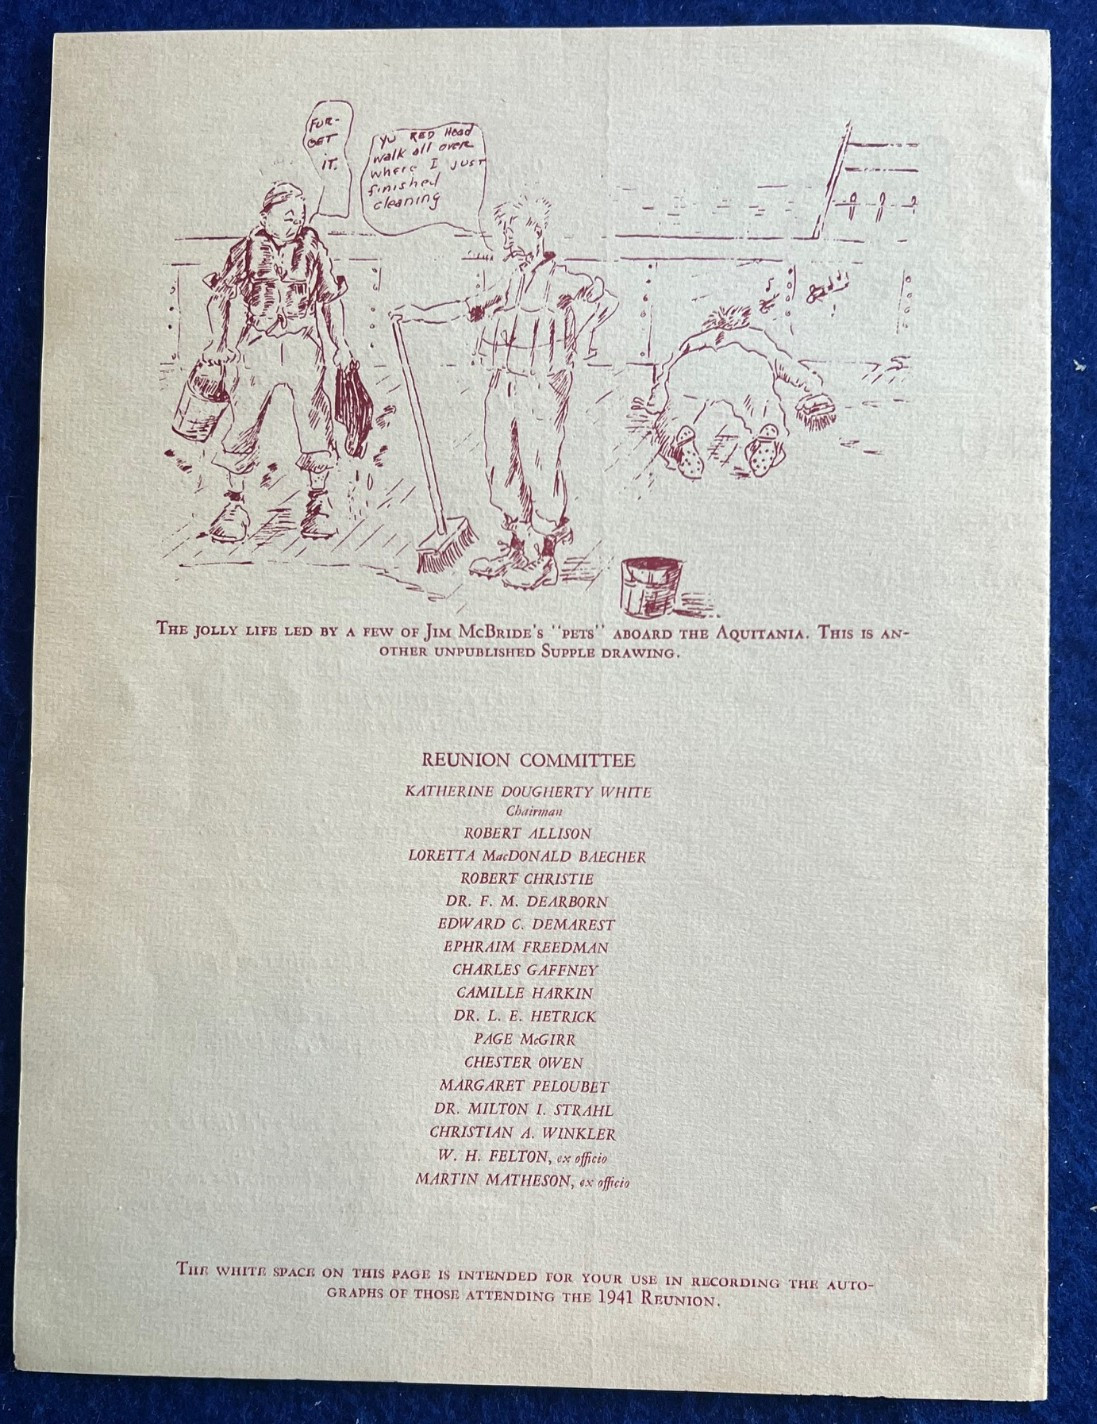 FUR-
GET
IT.
YU RED Head
walk all over
where I JUST
finished
cleaning
The jolly life led by a few of Jim McBride's "pets" aboard the Aquitania. This is an-
other unpublished Supple drawing.
REUNION COMMITTEE
KATHERINE DOUGHERTY WHITE
Chairman
ROBERT ALLISON
LORETTA MacDONALD BAECHER
ROBERT CHRISTIE
DR. F. M. DEARBORN
EDWARD C. DEMAREST
EPHRAIM FREEDMAN
CHARLES GAFFNEY
CAMILLE HARKIN
DR. L. E. HETRICK
PAGE McGIRR
CHESTER OWEN
MARGARET PELOUBET
DR. MILTON I. STRAHL
CHRISTIAN A. WINKLER
W. H. FELTON, ex officio
MARTIN MATHESON, ex officio
The white space on this page is intended for your use in recording the auto-
graphs of those attending the 1941 Reunion.